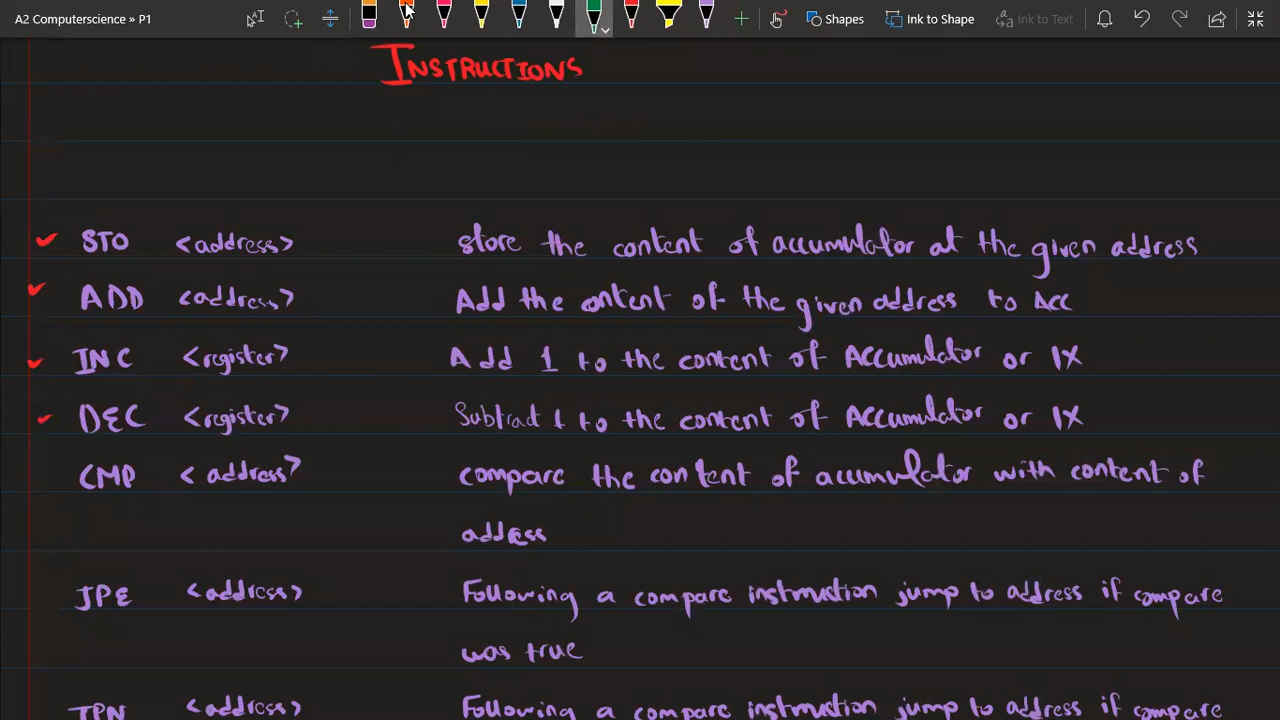 A2 Computerscience » P1
Shapes
Ink to Shape
Ink to Text
INSTRUCTIONS
STO <address> store the content of accumulator at the given address
ADD <address> Add the content of the given address to Acc
INC <register> Add 1 to the content of Accumulator or IX
DEC <register> Subtract 1 to the content of Accumulator or IX
CMP <address> compare the content of accumulator with content of
address
JPE <address> Following a compare instruction jump to address if compare
was true
JPN <address> Following a compare instruction jump to address if compare